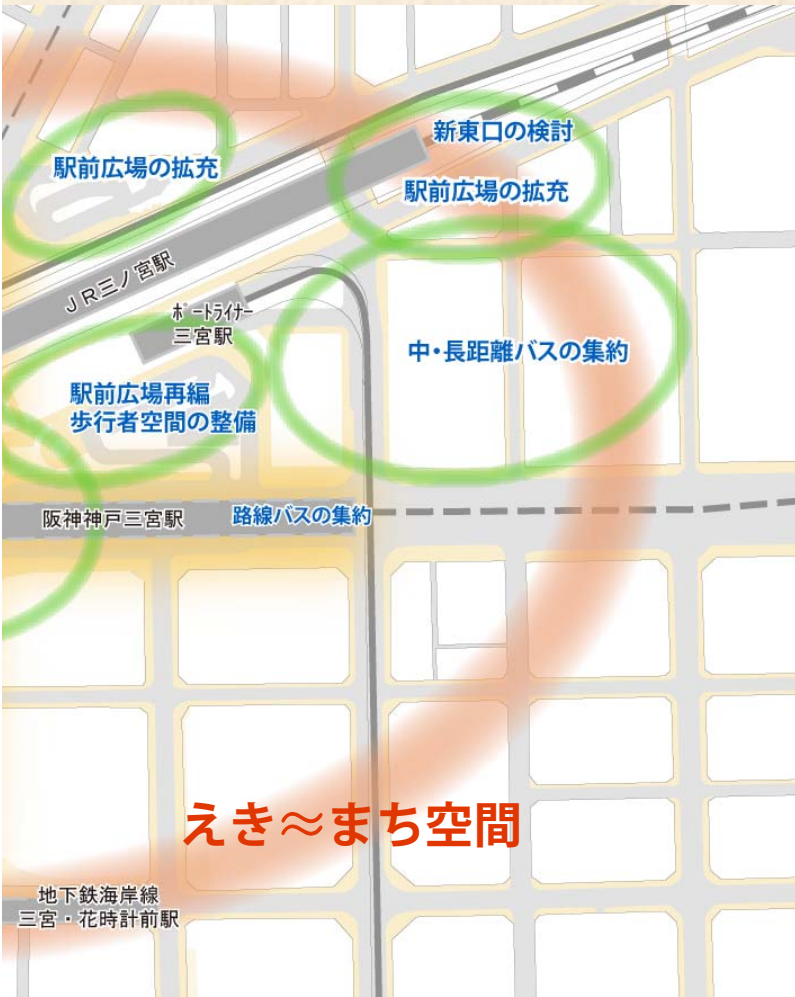 新東口の検討
駅前広場の拡充
駅前広場の拡充
JR三ノ宮駅
ポートライナー
三宮駅
中・長距離バスの集約
駅前広場再編
歩行者空間の整備
阪神神戸三宮駅
路線バスの集約
えき≈まち空間
地下鉄海岸線
三宮・花時計前駅